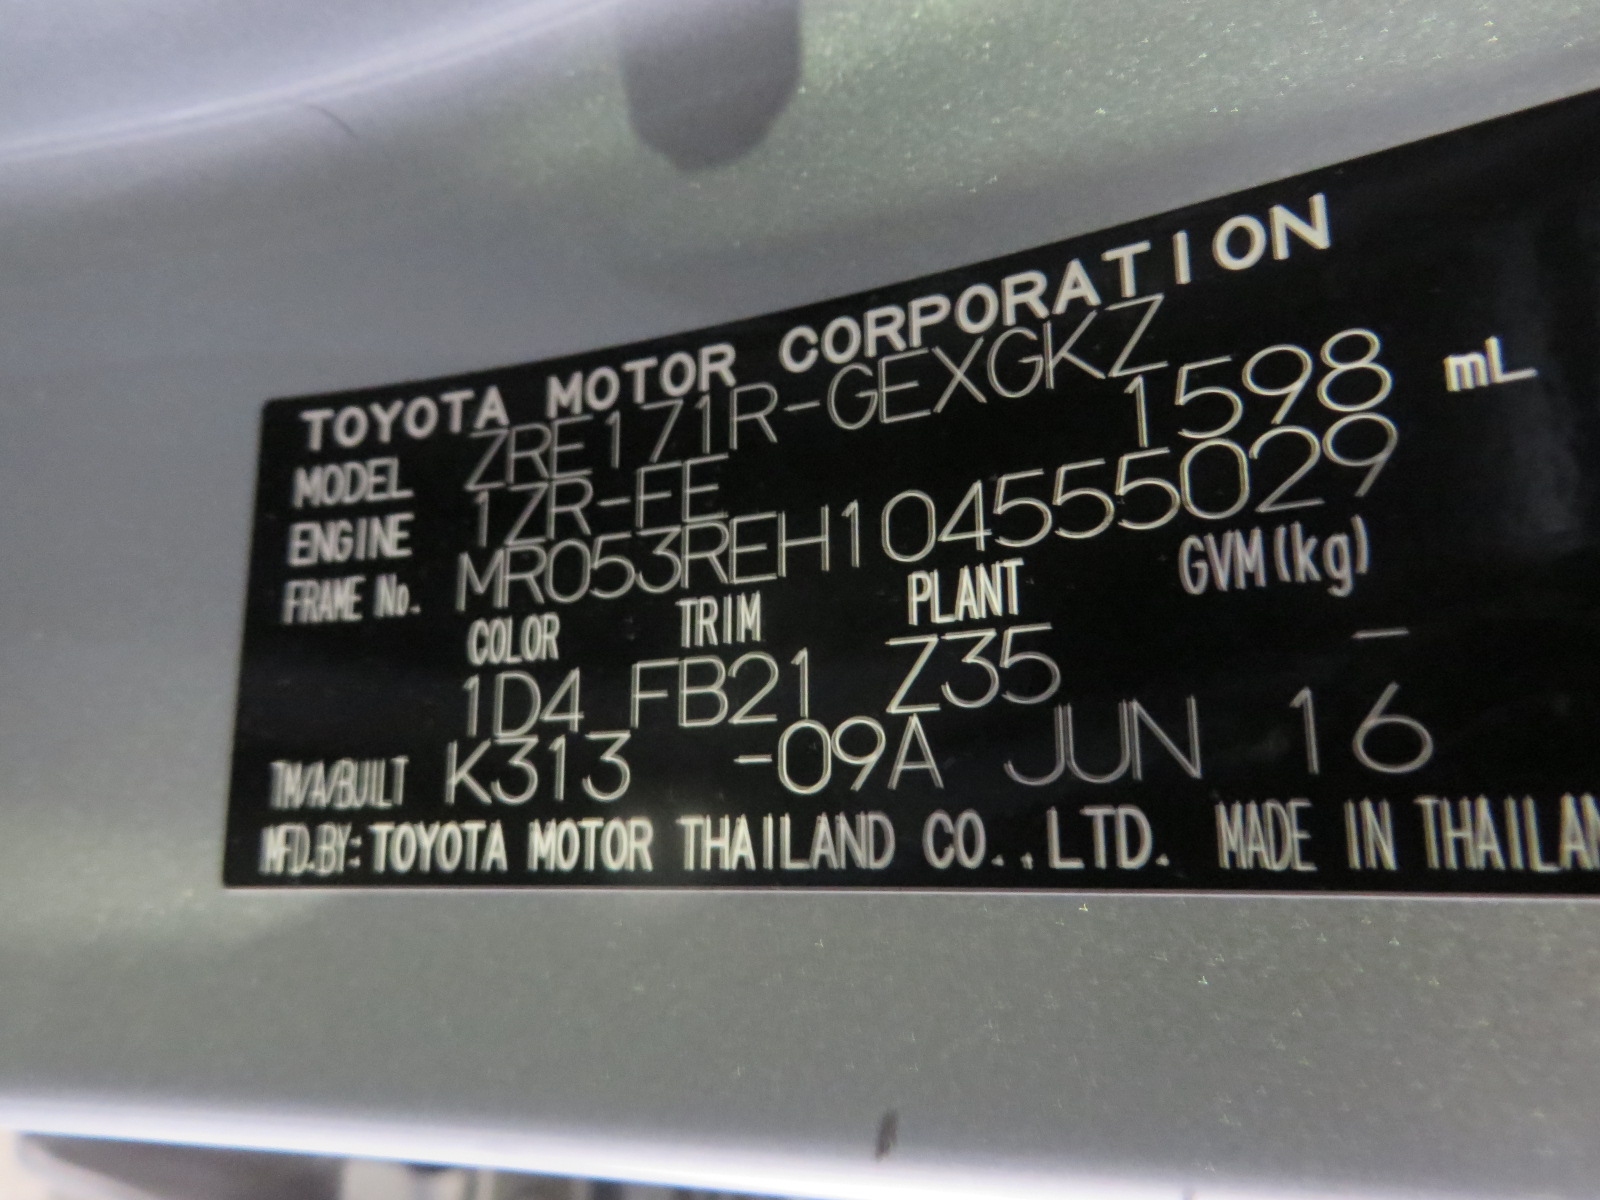 TOYOTA MOTOR CORPORATION
MODEL ZRE171R-GEXGKZ
ENGINE 1ZR-FE 1598 mL
FRAME No. MR053REH104555029
COLOR TRIM PLANT GVM(kg)
1D4 FB21 Z35 -
TM/A/BUILT K313 -09A JUN 16
MFD.BY: TOYOTA MOTOR THAILAND CO.,LTD. MADE IN THAILAN